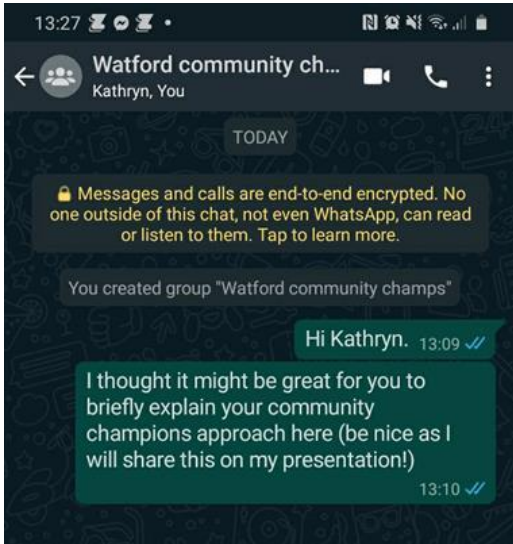 13:27
Watford community ch...
Kathryn, You
TODAY
Messages and calls are end-to-end encrypted. No
one outside of this chat, not even WhatsApp, can read
or listen to them. Tap to learn more.
You created group "Watford community champs"
Hi Kathryn. 13:09
I thought it might be great for you to
briefly explain your community
champions approach here (be nice as I
will share this on my presentation!)
13:10